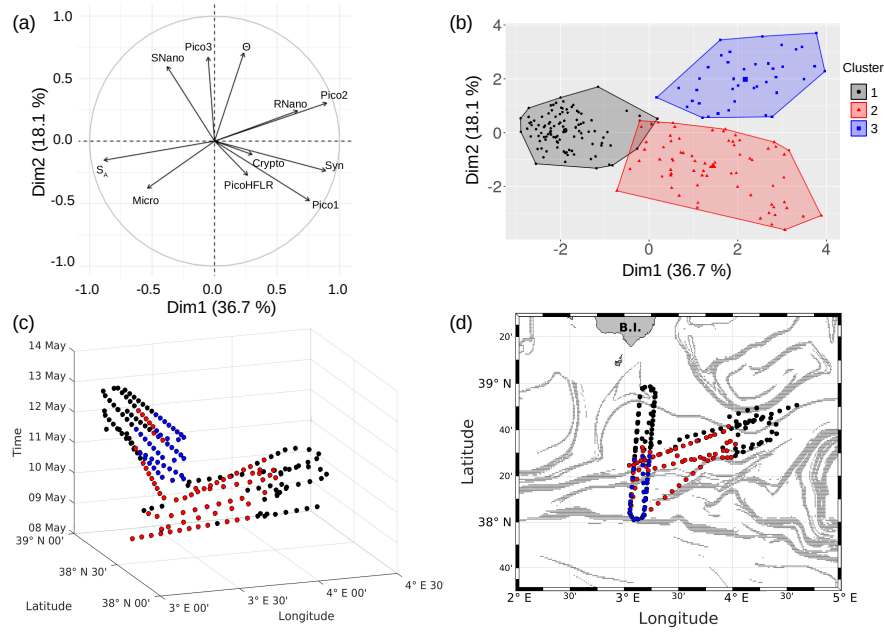 (a)
1.0
0.5
0.0
-0.5
-1.0
Dim2 (18.1 %)
Pico3
Θ
SNano
Pico2
RNano
Crypto
Syn
S_A
PicoHFLR
Micro
Pico1
-1.0
-0.5
0.0
0.5
1.0
Dim1 (36.7 %)
(b)
4
2
0
-2
Dim2 (18.1 %)
-2
0
2
4
Dim1 (36.7 %)
Cluster
1
2
3
(c)
14 May
13 May
12 May
11 May
10 May
09 May
08 May
Time
39° N 00'
38° N 30'
38° N 00'
Latitude
3° E 00'
3° E 30'
4° E 00'
4° E 30
Longitude
(d)
B.I.
20'
39° N
40'
20'
38° N
40'
Latitude
2° E
30'
3° E
30'
4° E
30'
5° E
Longitude